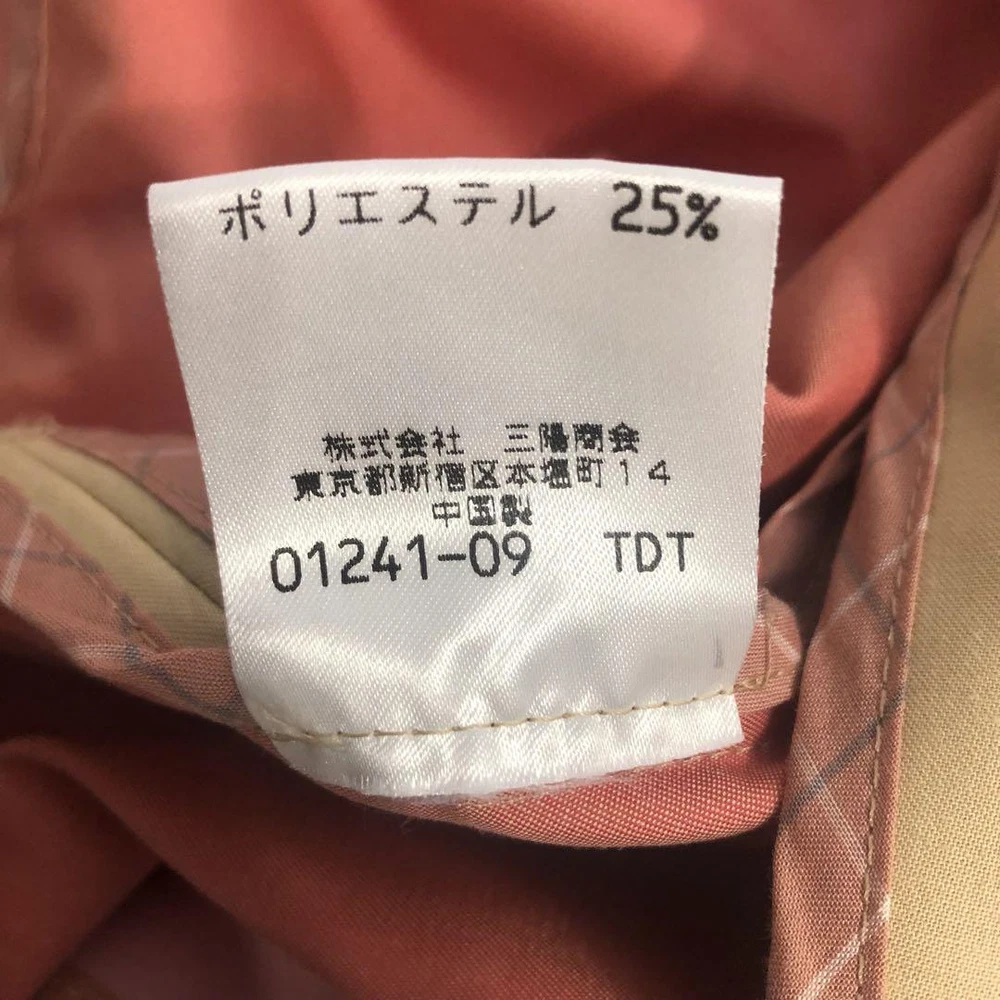 ポリエステル 25%
株式会社 三陽商会
東京都新宿区本塩町14
中国製
01241-09 TDT